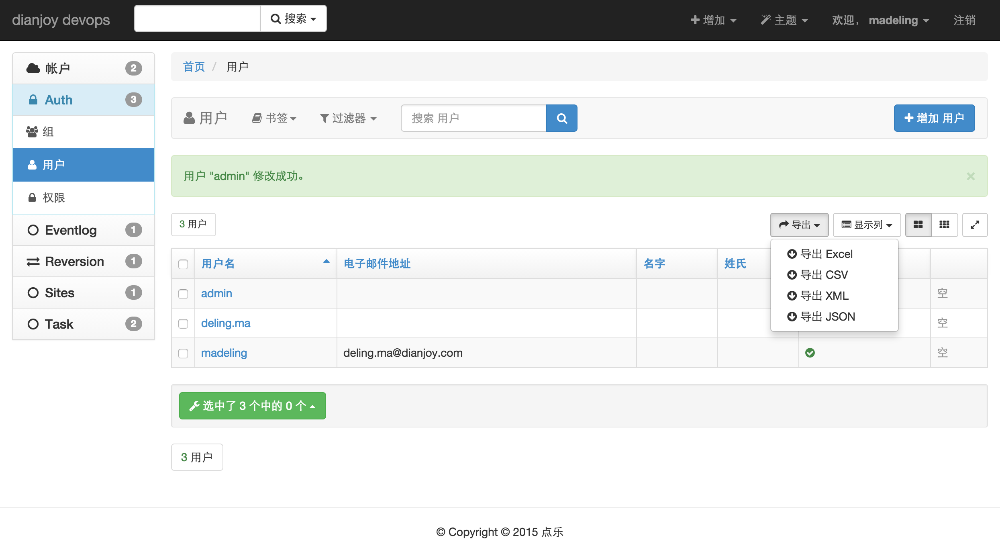 dianjoy devops 搜索 增加 主题 欢迎， madeling 注销
帐户 2
Auth 3
组
用户
权限
Eventlog 1
Reversion 1
Sites 1
Task 2
首页 / 用户
用户 书签 过滤器 搜索 用户 增加 用户
用户 "admin" 修改成功。 ×
3 用户 导出 显示列
导出 Excel
导出 CSV
导出 XML
导出 JSON
用户名 电子邮件地址 名字 姓氏
admin 空
deling.ma 空
madeling deling.ma@dianjoy.com 空
选中了 3 个中的 0 个
3 用户
© Copyright © 2015 点乐